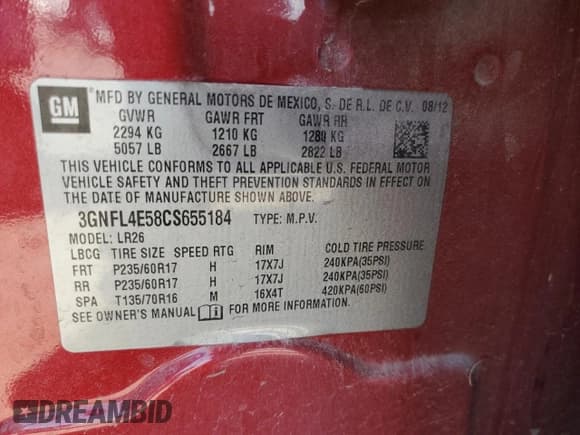 GM
MFD BY GENERAL MOTORS DE MEXICO, S. DE R.L. DE C.V. 08/12
GVWR GAWR FRT GAWR RR
2294 KG 1210 KG 1280 KG
5057 LB 2667 LB 2822 LB
THIS VEHICLE CONFORMS TO ALL APPLICABLE U.S. FEDERAL MOTOR
VEHICLE SAFETY AND THEFT PREVENTION STANDARDS IN EFFECT ON
THE DATE OF MANUFACTURE SHOWN ABOVE.
3GNFL4E58CS655184 TYPE: M.P.V.
MODEL: LR26
LBCG TIRE SIZE SPEED RTG RIM COLD TIRE PRESSURE
FRT P235/60R17 H 17X7J 240KPA(35PSI)
RR P235/60R17 H 17X7J 240KPA(35PSI)
SPA T135/70R16 M 16X4T 420KPA(60PSI)
SEE OWNER'S MANUAL FOR MORE INFORMATION.
DREAMBID